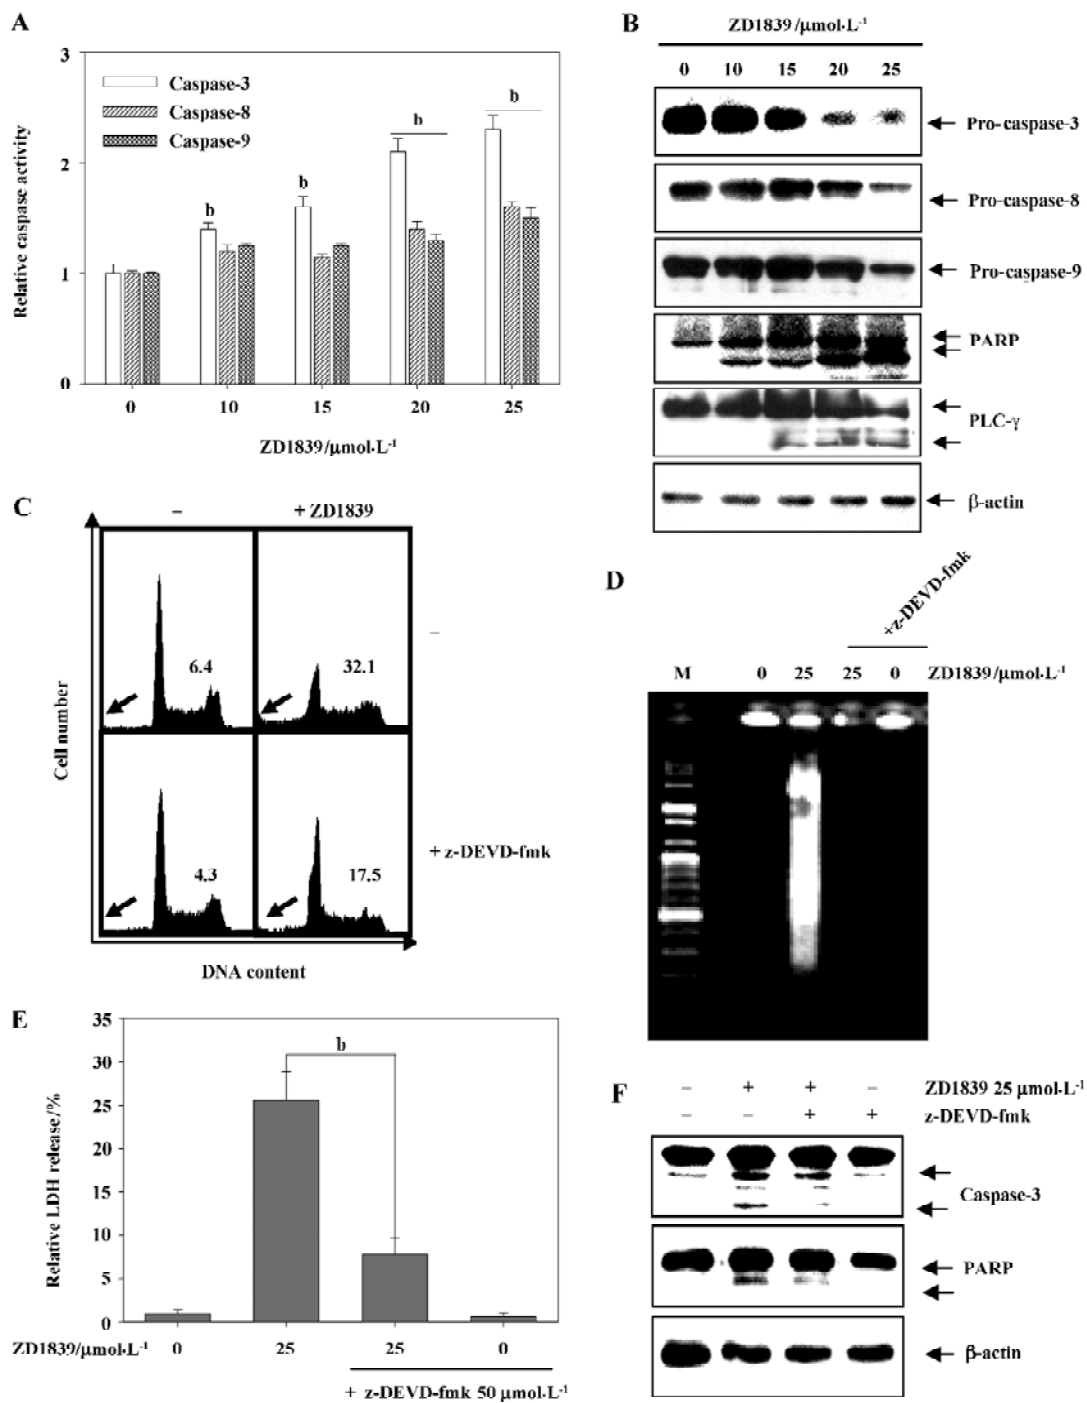 A
3
2
1
0
Relative caspase activity
Caspase-3
Caspase-8
Caspase-9
b
b
b
b
0 10 15 20 25
ZD1839/μmol·L-1
B
ZD1839/μmol·L-1
0 10 15 20 25
Pro-caspase-3
Pro-caspase-8
Pro-caspase-9
PARP
PLC-γ
β-actin
C
– + ZD1839
Cell number
6.4
32.1
–
4.3
17.5
+ z-DEVD-fmk
DNA content
D
+z-DEVD-fmk
M 0 25 25 0 ZD1839/μmol·L-1
E
35
30
25
20
15
10
5
0
Relative LDH release/%
b
ZD1839/μmol·L-1 0 25 25 0
+ z-DEVD-fmk 50 μmol·L-1
F
– + + – ZD1839 25 μmol·L-1
– – + + z-DEVD-fmk
Caspase-3
PARP
β-actin